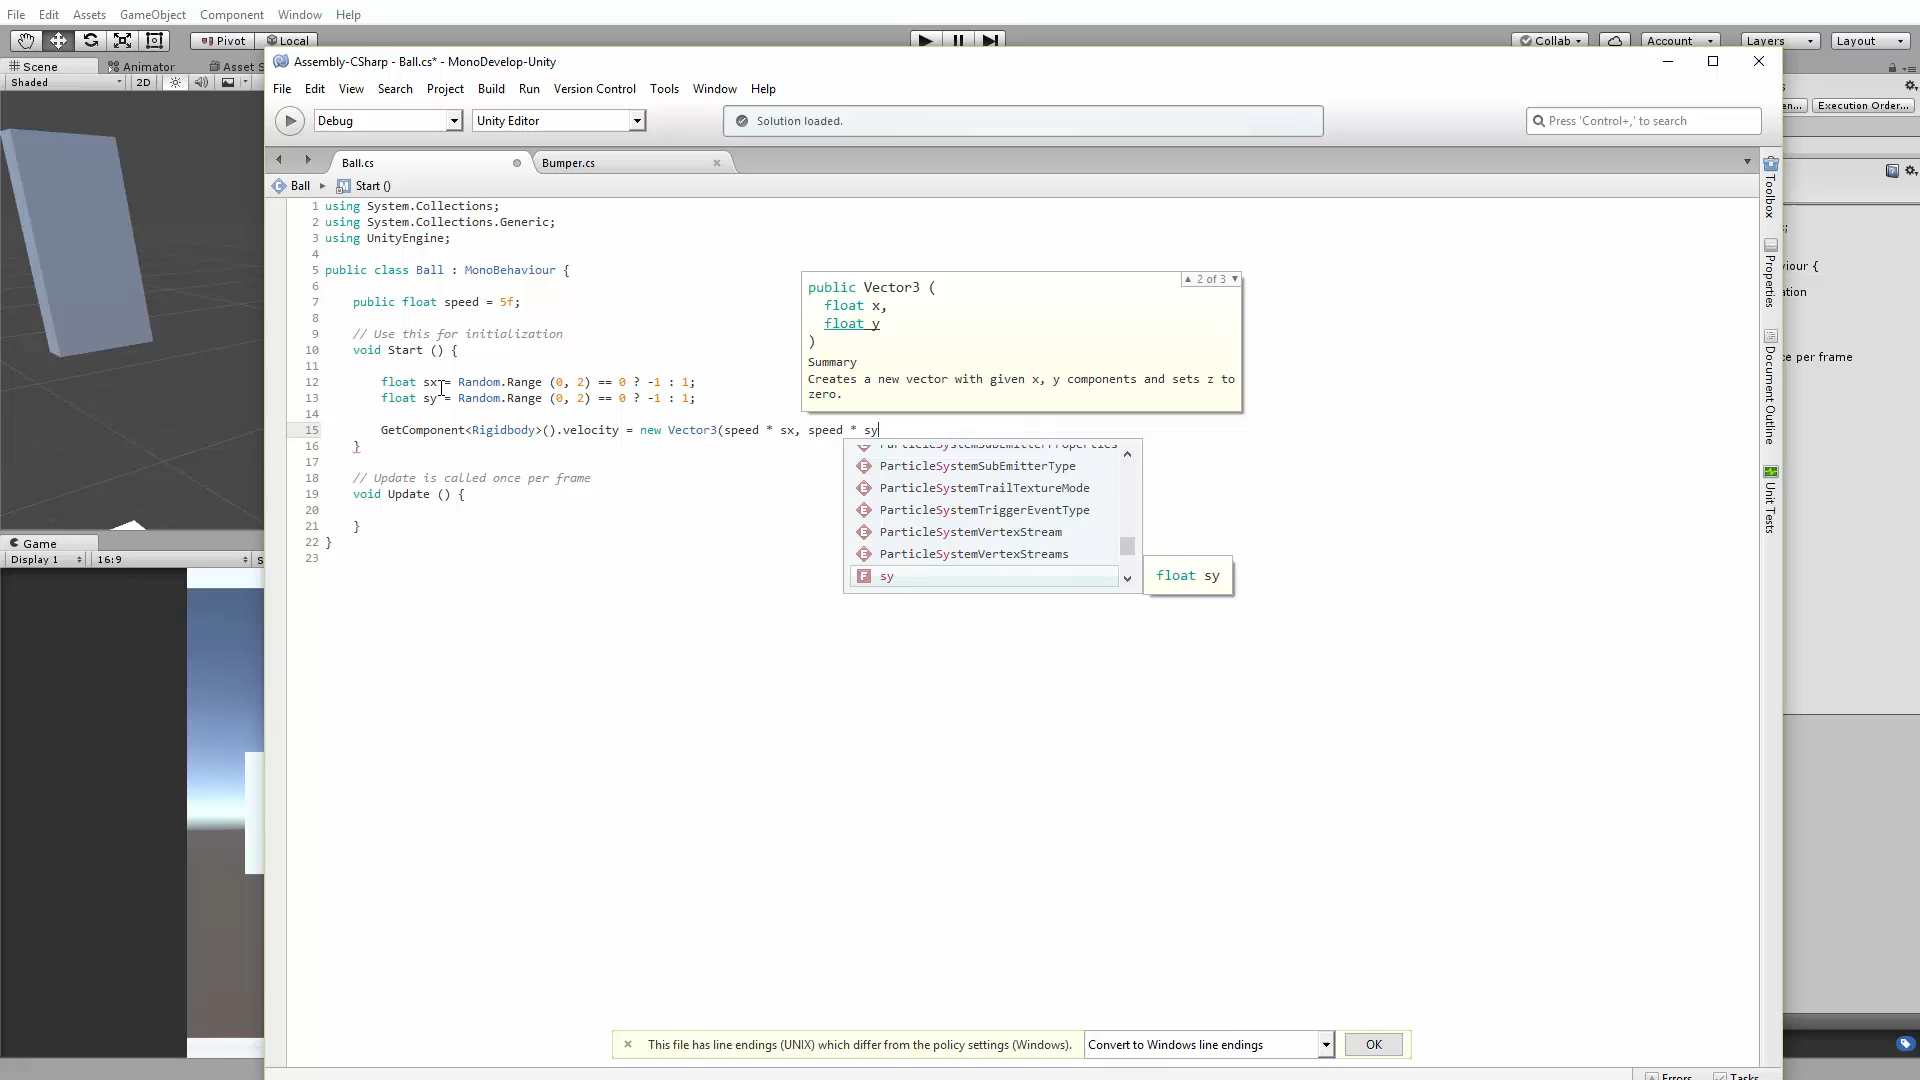 File Edit Assets GameObject Component Window Help
Pivot Local Collab Account Layers Layout
Scene Animator Asset S
Shaded 2D
Assembly-CSharp - Ball.cs* - MonoDevelop-Unity
File Edit View Search Project Build Run Version Control Tools Window Help
Debug Unity Editor Solution loaded. Press 'Control+,' to search
en... Execution Order...
Ball.cs Bumper.cs
Ball Start ()
1 using System.Collections;
2 using System.Collections.Generic;
3 using UnityEngine;
4
5 public class Ball : MonoBehaviour {
6
7 public float speed = 5f;
8
9 // Use this for initialization
10 void Start () {
11
12 float sx = Random.Range (0, 2) == 0 ? -1 : 1;
13 float sy = Random.Range (0, 2) == 0 ? -1 : 1;
14
15 GetComponent<Rigidbody>().velocity = new Vector3(speed * sx, speed * sy
16 }
17
18 // Update is called once per frame
19 void Update () {
20
21 }
22 }
23
2 of 3
public Vector3 (
float x,
float y
)
Summary
Creates a new vector with given x, y components and sets z to
zero.
ParticleSystemSubEmitterProperties
ParticleSystemSubEmitterType
ParticleSystemTrailTextureMode
ParticleSystemTriggerEventType
ParticleSystemVertexStream
ParticleSystemVertexStreams
sy
float sy
Toolbox
Properties
Document Outline
Unit Tests
s;
viour {
ation
ce per frame
Game
Display 1 16:9 S
This file has line endings (UNIX) which differ from the policy settings (Windows). Convert to Windows line endings OK
Errors Tasks